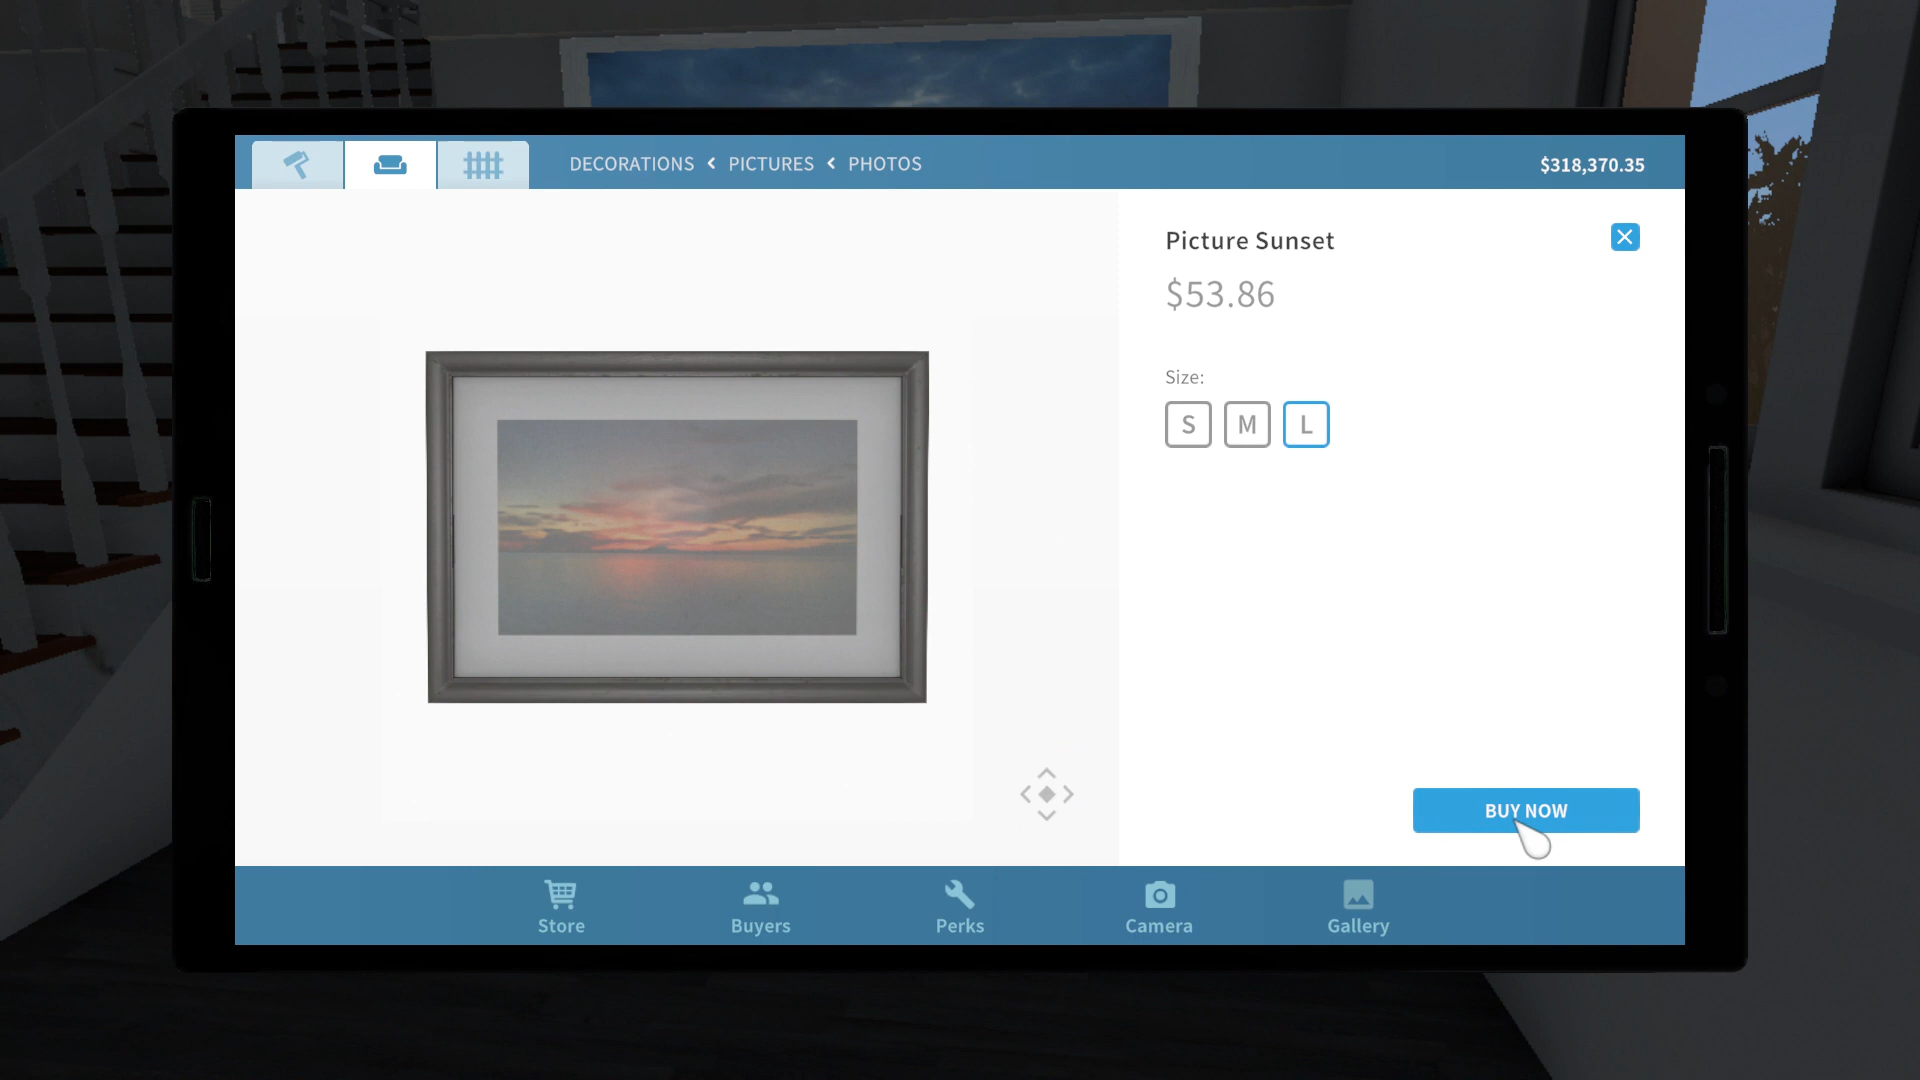 DECORATIONS < PICTURES < PHOTOS
$318,370.35
Picture Sunset
$53.86
Size:
S M L
BUY NOW
Store Buyers Perks Camera Gallery